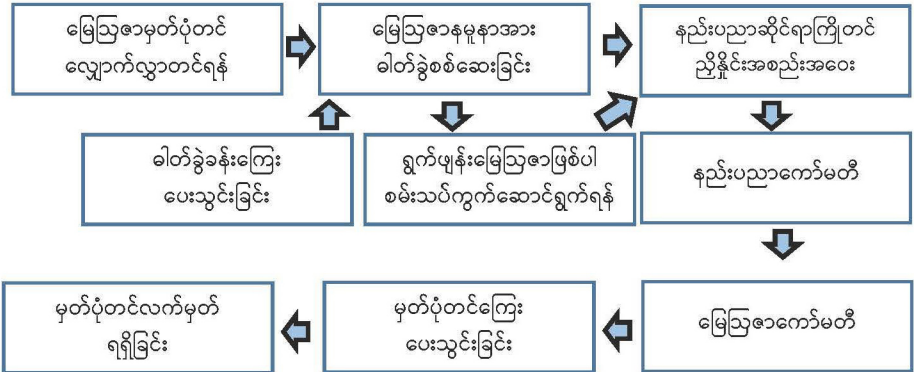 မြေဩဇာမှတ်ပုံတင်
လျှောက်လွှာတင်ရန်
မြေဩဇာနမူနာအား
ဓါတ်ခွဲစစ်ဆေးခြင်း
နည်းပညာဆိုင်ရာကြိုတင်
ညှိနှိုင်းအစည်းအဝေး
ဓါတ်ခွဲခန်းကြေး
ပေးသွင်းခြင်း
ရွက်ဖျန်းမြေဩဇာဖြစ်ပါ
စမ်းသပ်ကွက်ဆောင်ရွက်ရန်
နည်းပညာကော်မတီ
မြေဩဇာကော်မတီ
မှတ်ပုံတင်ကြေး
ပေးသွင်းခြင်း
မှတ်ပုံတင်လက်မှတ်
ရရှိခြင်း